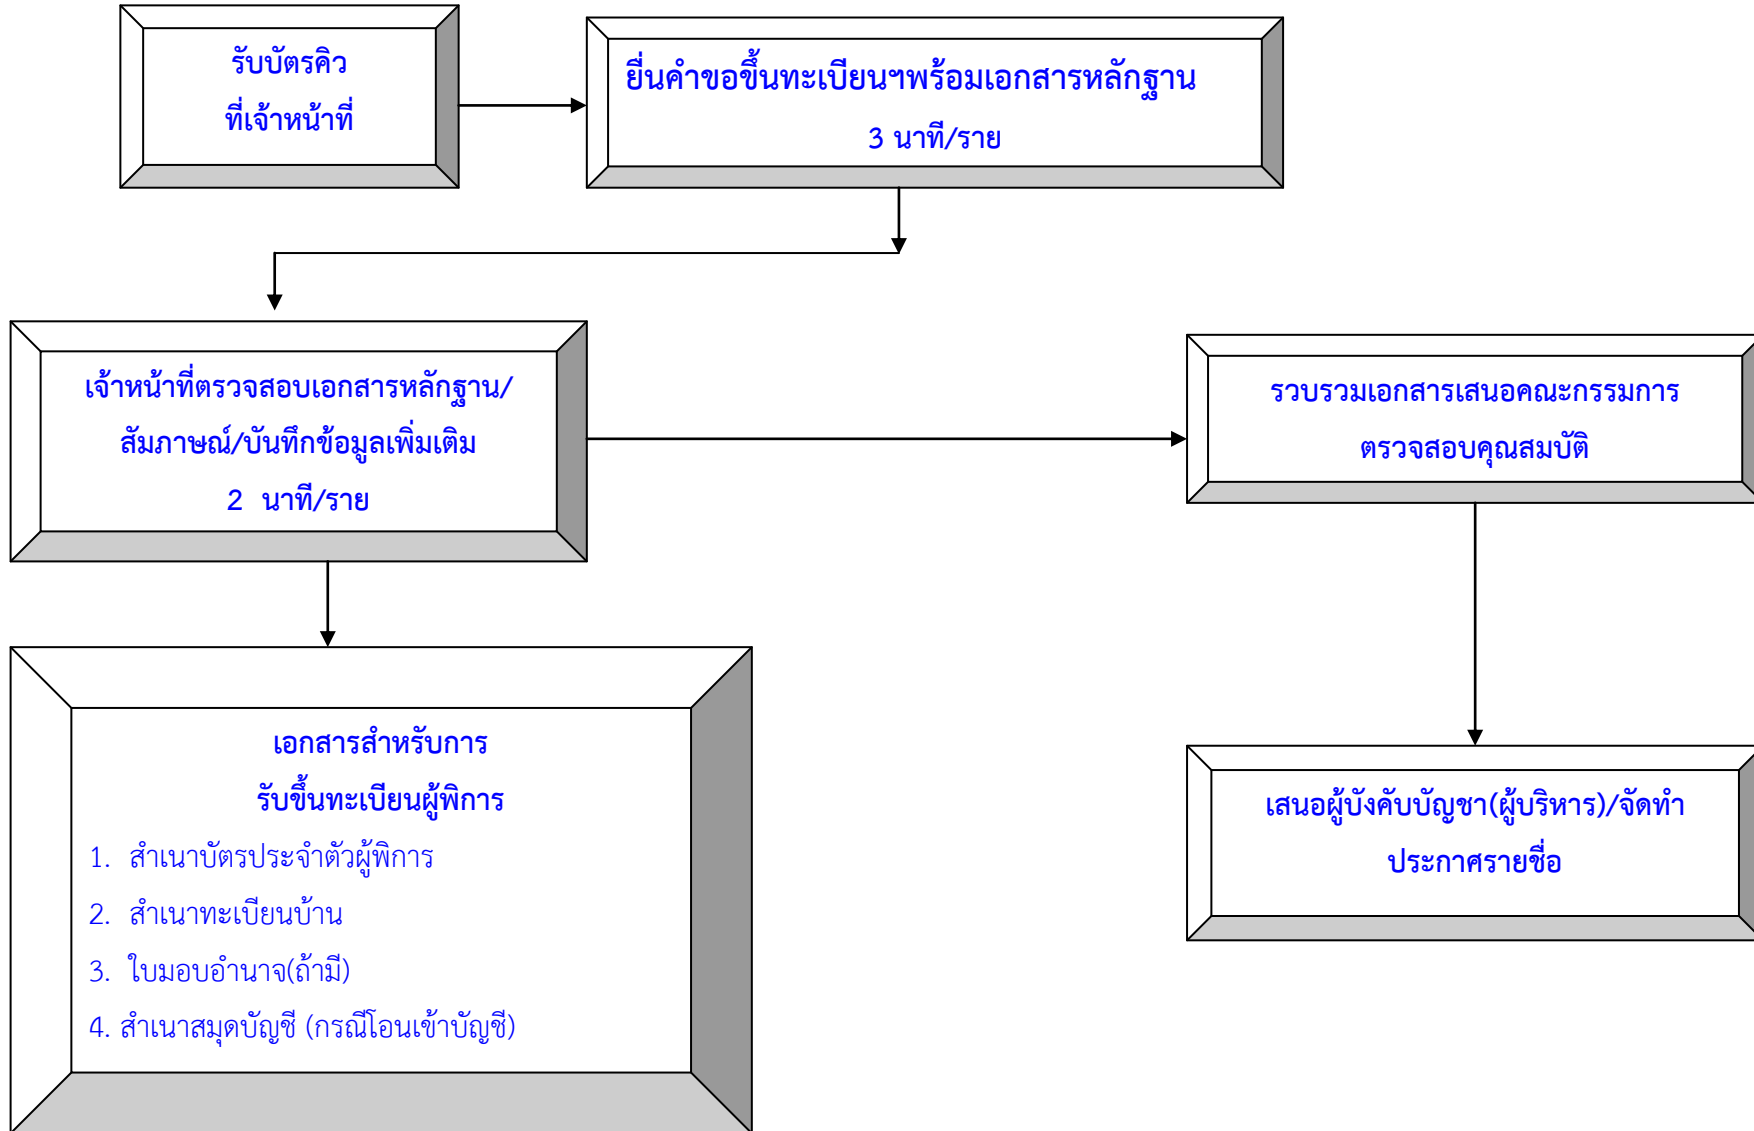 รับบัตรคิว
ที่เจ้าหน้าที่
ยื่นคำขอขึ้นทะเบียนฯพร้อมเอกสารหลักฐาน
3 นาที/ราย
เจ้าหน้าที่ตรวจสอบเอกสารหลักฐาน/
สัมภาษณ์/บันทึกข้อมูลเพิ่มเติม
2 นาที/ราย
รวบรวมเอกสารเสนอคณะกรรมการ
ตรวจสอบคุณสมบัติ
เอกสารสำหรับการ
รับขึ้นทะเบียนผู้พิการ
1. สำเนาบัตรประจำตัวผู้พิการ
2. สำเนาทะเบียนบ้าน
3. ใบมอบอำนาจ(ถ้ามี)
4. สำเนาสมุดบัญชี (กรณีโอนเข้าบัญชี)
เสนอผู้บังคับบัญชา(ผู้บริหาร)/จัดทำ
ประกาศรายชื่อ